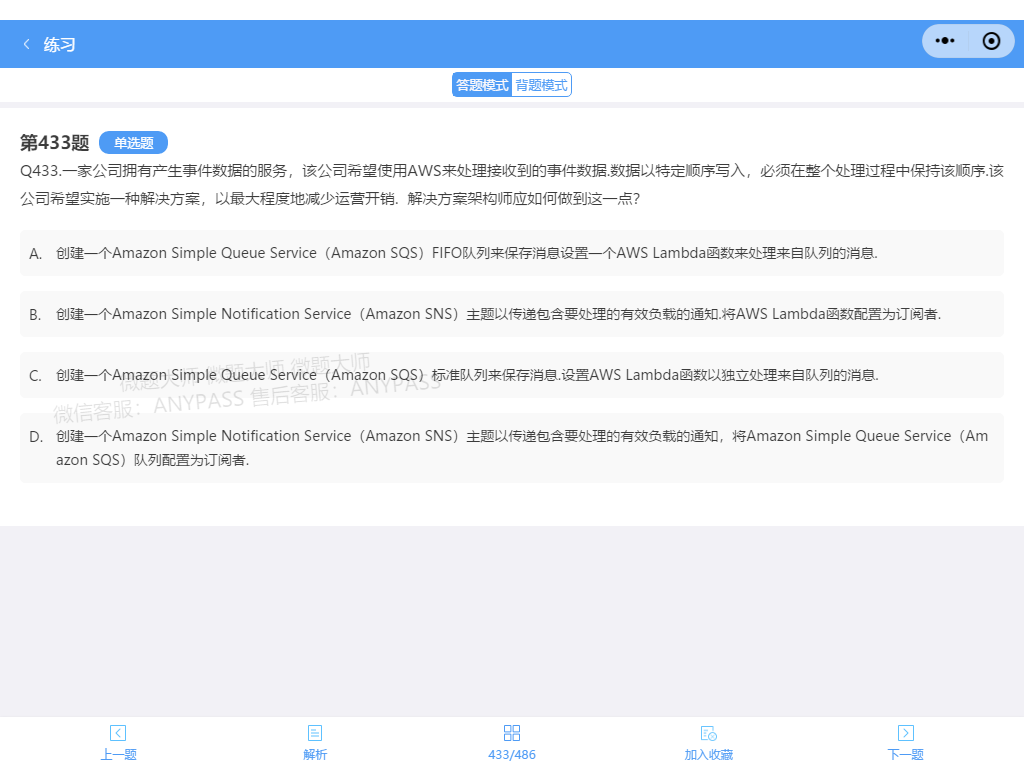 练习
答题模式 背题模式
第433题 单选题
Q433.一家公司拥有产生事件数据的服务，该公司希望使用AWS来处理接收到的事件数据.数据以特定顺序写入，必须在整个处理过程中保持该顺序.该
公司希望实施一种解决方案，以最大程度地减少运营开销. 解决方案架构师应如何做到这一点？
A. 创建一个Amazon Simple Queue Service（Amazon SQS）FIFO队列来保存消息设置一个AWS Lambda函数来处理来自队列的消息.
B. 创建一个Amazon Simple Notification Service（Amazon SNS）主题以传递包含要处理的有效负载的通知.将AWS Lambda函数配置为订阅者.
微题大师 微题大师 微题大师
C. 创建一个Amazon Simple Queue Service（Amazon SQS）标准队列来保存消息.设置AWS Lambda函数以独立处理来自队列的消息.
微信客服：ANYPASS 售后客服：ANYPASS
D. 创建一个Amazon Simple Notification Service（Amazon SNS）主题以传递包含要处理的有效负载的通知，将Amazon Simple Queue Service（Am
azon SQS）队列配置为订阅者.
上一题 解析 433/486 加入收藏 下一题